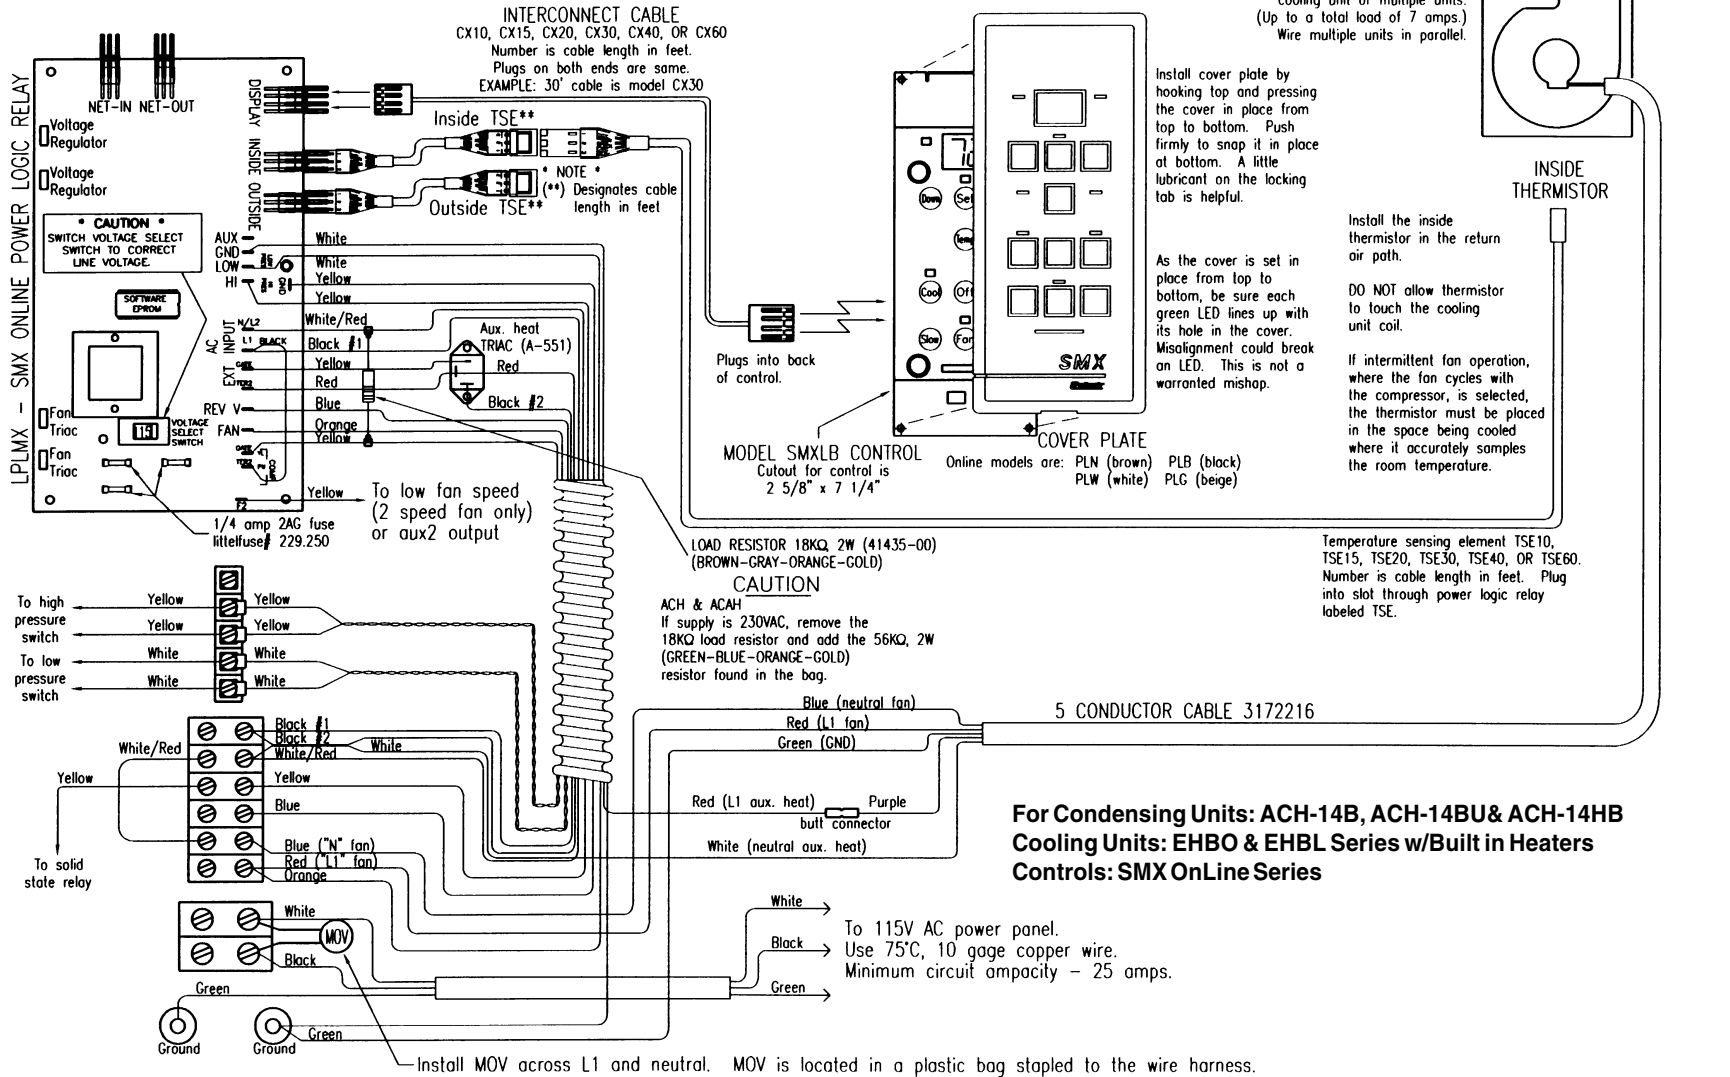 INTERCONNECT CABLE
CX10, CX15, CX20, CX30, CX40, OR CX60
Number is cable length in feet.
Plugs on both ends are same.
EXAMPLE: 30' cable is model CX30
cooling unit or multiple units.
(Up to a total load of 7 amps.)
Wire multiple units in parallel.
LPLMX - SMX ONLINE POWER LOGIC RELAY
NET-IN NET-OUT
Voltage
Regulator
Voltage
Regulator
DISPLAY
INSIDE
OUTSIDE
* CAUTION *
SWITCH VOLTAGE SELECT
SWITCH TO CORRECT
LINE VOLTAGE.
SOFTWARE
EPROM
AUX
GND
LOW
HI
LOW PRES
HI PRES
GND
N/L2
AC INPUT
L1 BLACK
EXT
GATE
TER2
REV V
FAN
GATE
TER2
COMP
F2
Fan
Triac
Fan
Triac
115
VOLTAGE
SELECT
SWITCH
1/4 amp 2AG fuse
littelfuse# 229.250
Inside TSE**
Outside TSE**
* NOTE *
(**) Designates cable
length in feet
White
White
Yellow
Yellow
White/Red
Black #1
Yellow
Red
Blue
Orange
Yellow
Aux. heat
TRIAC (A-551)
Red
Black #2
Yellow
To low fan speed
(2 speed fan only)
or aux2 output
Plugs into back
of control.
Down
Set
Temp
Cool
Off
Slow
Fan
SMX
MODEL SMXLB CONTROL
Cutout for control is
2 5/8" x 7 1/4"
COVER PLATE
Online models are: PLN (brown) PLB (black)
PLW (white) PLG (beige)
Install cover plate by
hooking top and pressing
the cover in place from
top to bottom. Push
firmly to snap it in place
at bottom. A little
lubricant on the locking
tab is helpful.
As the cover is set in
place from top to
bottom, be sure each
green LED lines up with
its hole in the cover.
Misalignment could break
an LED. This is not a
warranted mishap.
INSIDE
THERMISTOR
Install the inside
thermistor in the return
air path.
DO NOT allow thermistor
to touch the cooling
unit coil.
If intermittent fan operation,
where the fan cycles with
the compressor, is selected,
the thermistor must be placed
in the space being cooled
where it accurately samples
the room temperature.
Temperature sensing element TSE10,
TSE15, TSE20, TSE30, TSE40, OR TSE60.
Number is cable length in feet. Plug
into slot through power logic relay
labeled TSE.
LOAD RESISTOR 18KΩ, 2W (41435-00)
(BROWN-GRAY-ORANGE-GOLD)
CAUTION
ACH & ACAH
If supply is 230VAC, remove the
18KΩ load resistor and add the 56KΩ, 2W
(GREEN-BLUE-ORANGE-GOLD)
resistor found in the bag.
To high
pressure
switch
To low
pressure
switch
Yellow Yellow
Yellow Yellow
White White
White White
Black #1
Black #2
White/Red
White
White/Red
Yellow
Yellow
Blue
Blue ("N" fan)
Red ("L1" fan)
Orange
To solid
state relay
Blue (neutral fan)
Red (L1 fan)
Green (GND)
5 CONDUCTOR CABLE 3172216
Red (L1 aux. heat)
Purple
butt connector
White (neutral aux. heat)
For Condensing Units: ACH-14B, ACH-14BU& ACH-14HB
Cooling Units: EHBO & EHBL Series w/Built in Heaters
Controls: SMX OnLine Series
White
MOV
Black
Green
Ground
Ground
Green
White
Black
Green
To 115V AC power panel.
Use 75°C, 10 gage copper wire.
Minimum circuit ampacity - 25 amps.
Install MOV across L1 and neutral. MOV is located in a plastic bag stapled to the wire harness.